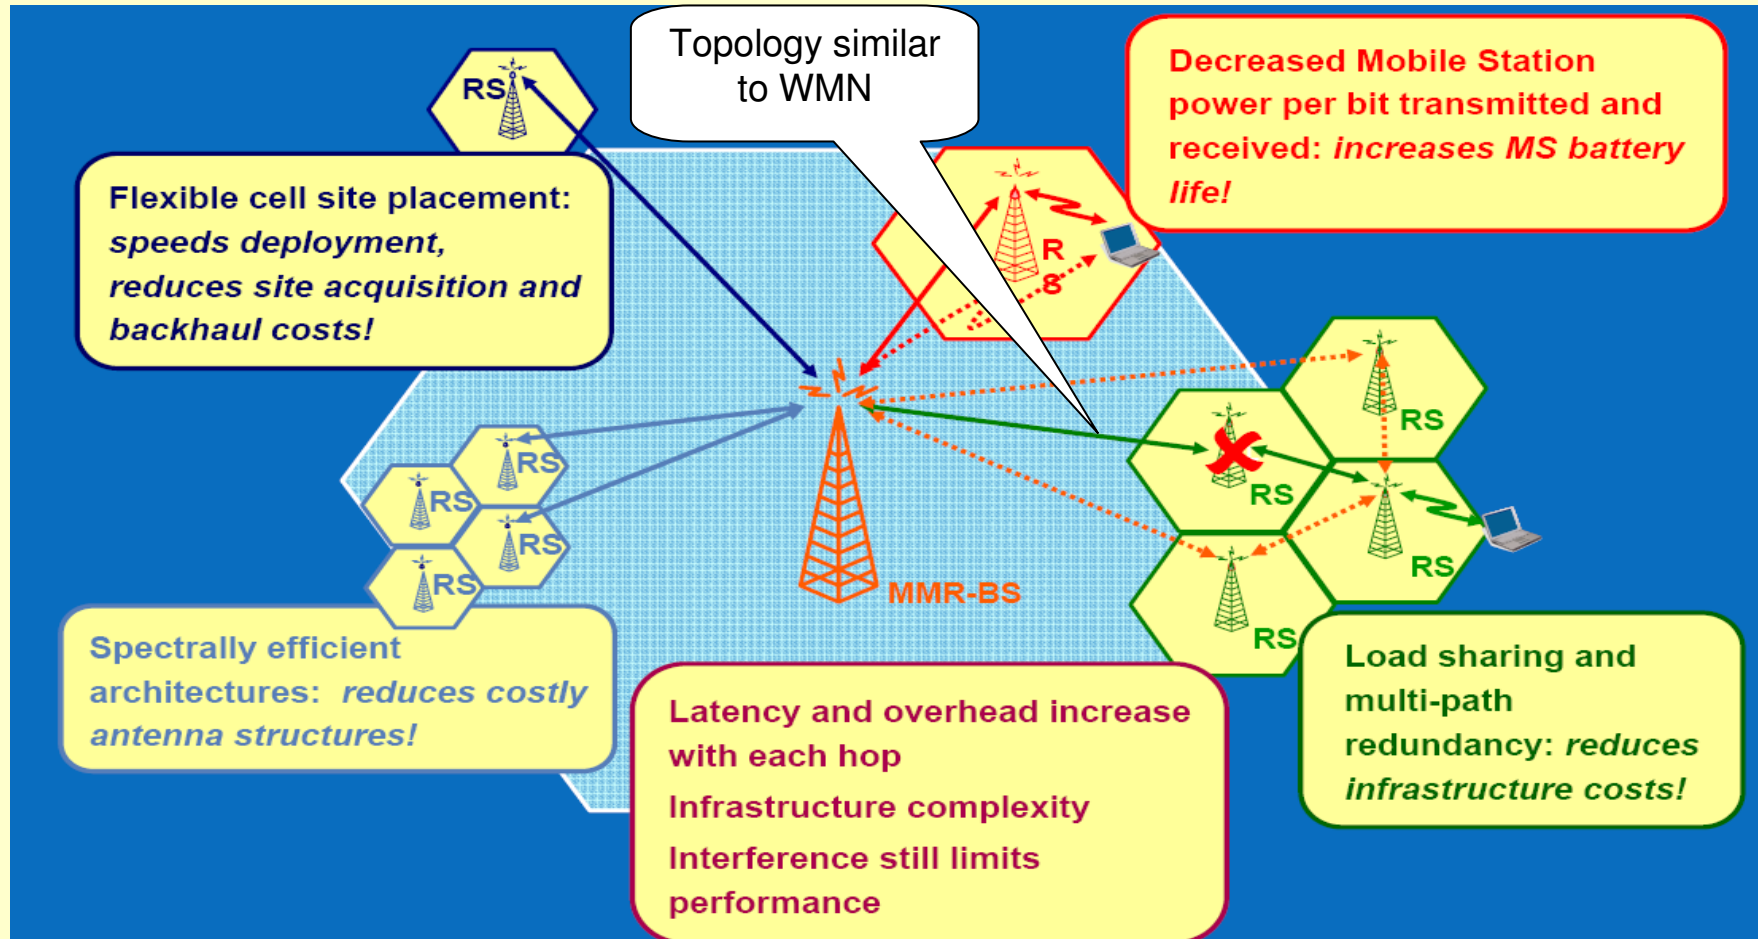 Topology similar
to WMN
RS
Decreased Mobile Station
power per bit transmitted and
received: increases MS battery
life!
Flexible cell site placement:
speeds deployment,
reduces site acquisition and
backhaul costs!
R
S
RS
RS
RS
RS
RS
RS
RS
RS
MMR-BS
Spectrally efficient
architectures: reduces costly
antenna structures!
Latency and overhead increase
with each hop
Infrastructure complexity
Interference still limits
performance
Load sharing and
multi-path
redundancy: reduces
infrastructure costs!